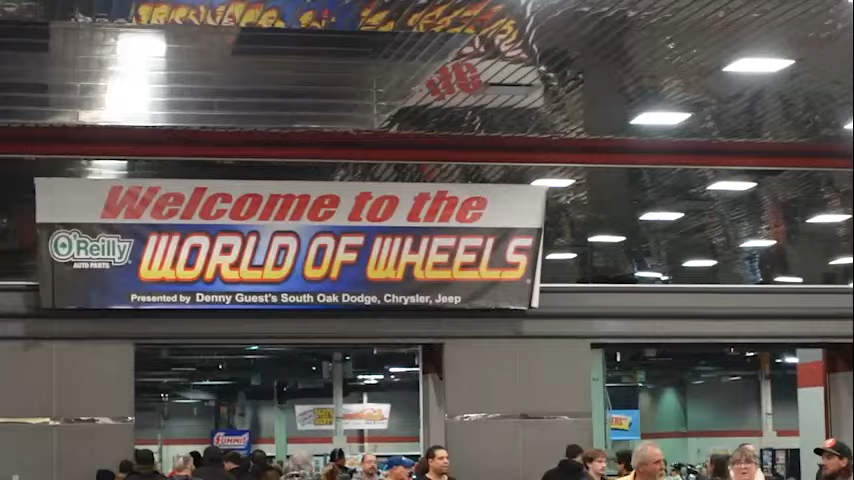 Welcome to the
O'Reilly
AUTO PARTS
WORLD OF WHEELS
Presented by Denny Guest's South Oak Dodge, Chrysler, Jeep
SUMMIT